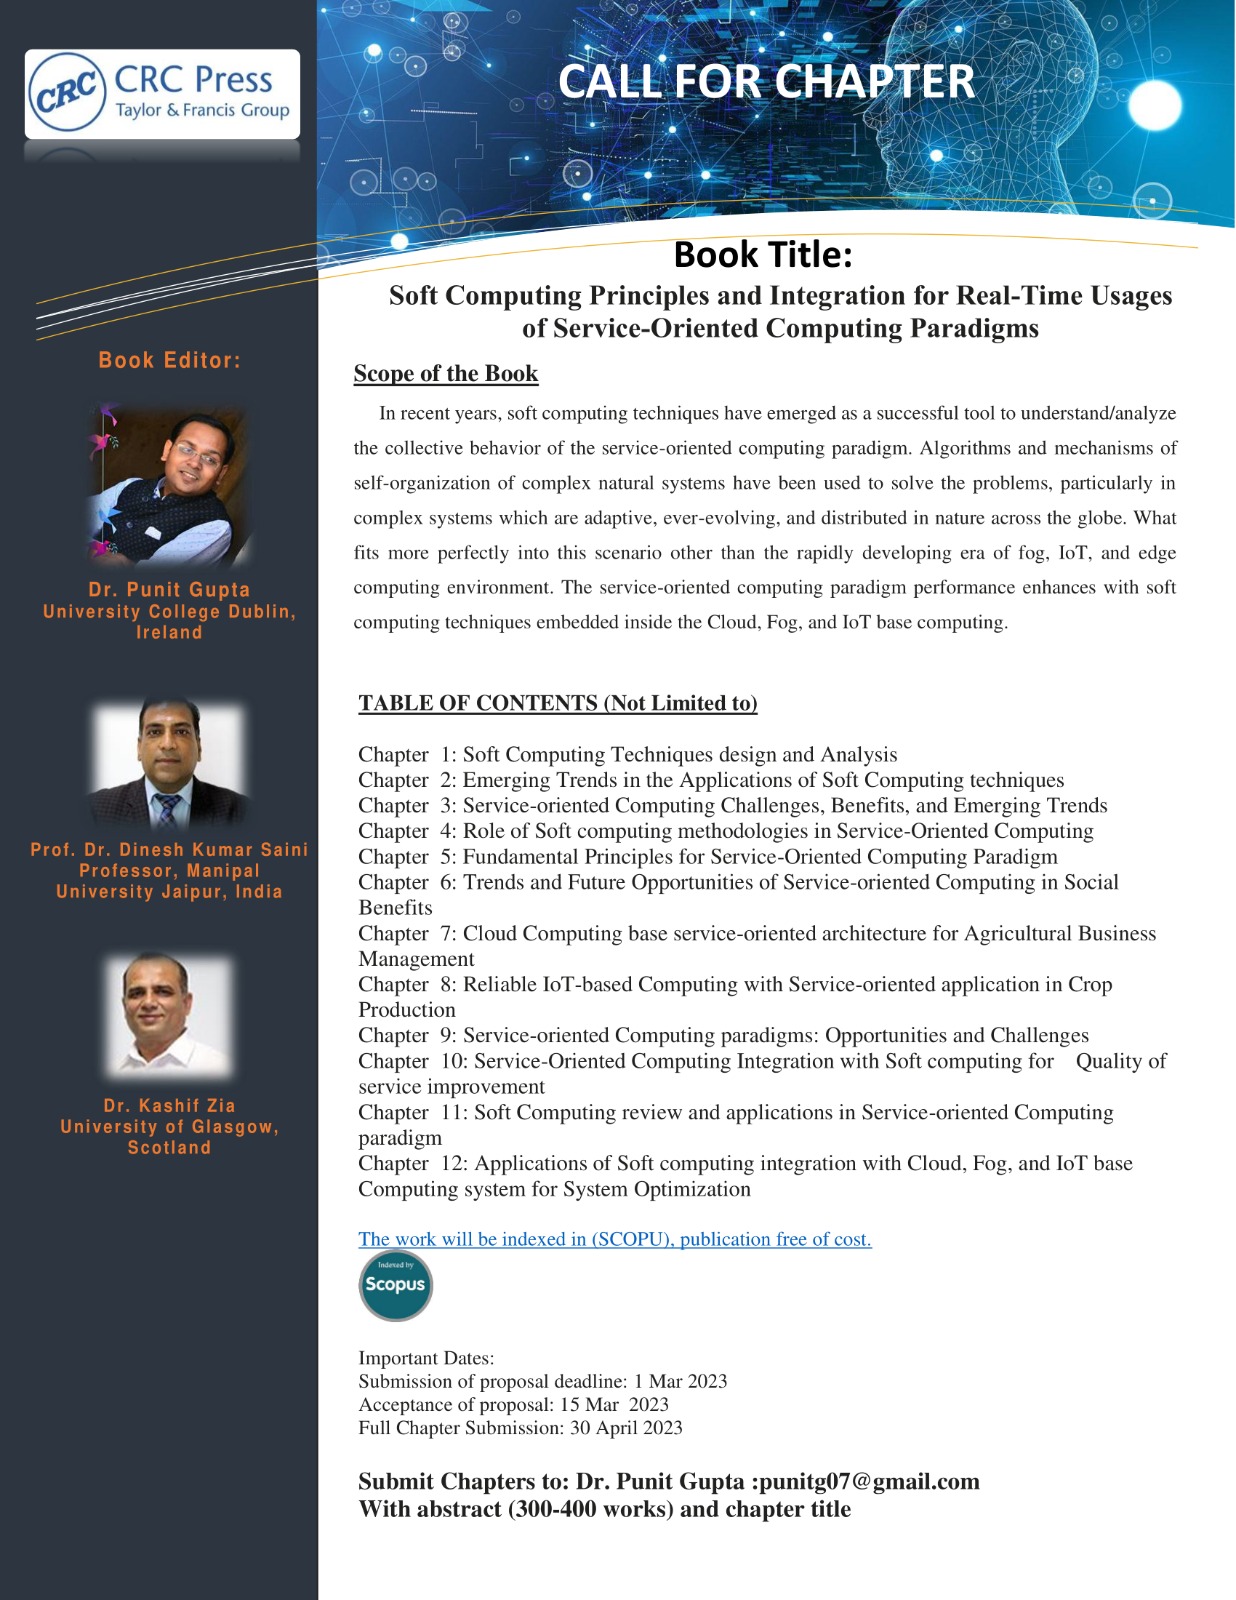 CRC
CRC Press
Taylor & Francis Group
CALL FOR CHAPTER
Book Title:
Soft Computing Principles and Integration for Real-Time Usages
of Service-Oriented Computing Paradigms
Book Editor:
Dr. Punit Gupta
University College Dublin,
Ireland
Prof. Dr. Dinesh Kumar Saini
Professor, Manipal
University Jaipur, India
Dr. Kashif Zia
University of Glasgow,
Scotland
Scope of the Book
In recent years, soft computing techniques have emerged as a successful tool to understand/analyze
the collective behavior of the service-oriented computing paradigm. Algorithms and mechanisms of
self-organization of complex natural systems have been used to solve the problems, particularly in
complex systems which are adaptive, ever-evolving, and distributed in nature across the globe. What
fits more perfectly into this scenario other than the rapidly developing era of fog, IoT, and edge
computing environment. The service-oriented computing paradigm performance enhances with soft
computing techniques embedded inside the Cloud, Fog, and IoT base computing.
TABLE OF CONTENTS (Not Limited to)
Chapter 1: Soft Computing Techniques design and Analysis
Chapter 2: Emerging Trends in the Applications of Soft Computing techniques
Chapter 3: Service-oriented Computing Challenges, Benefits, and Emerging Trends
Chapter 4: Role of Soft computing methodologies in Service-Oriented Computing
Chapter 5: Fundamental Principles for Service-Oriented Computing Paradigm
Chapter 6: Trends and Future Opportunities of Service-oriented Computing in Social
Benefits
Chapter 7: Cloud Computing base service-oriented architecture for Agricultural Business
Management
Chapter 8: Reliable IoT-based Computing with Service-oriented application in Crop
Production
Chapter 9: Service-oriented Computing paradigms: Opportunities and Challenges
Chapter 10: Service-Oriented Computing Integration with Soft computing for Quality of
service improvement
Chapter 11: Soft Computing review and applications in Service-oriented Computing
paradigm
Chapter 12: Applications of Soft computing integration with Cloud, Fog, and IoT base
Computing system for System Optimization
The work will be indexed in (SCOPU), publication free of cost.
Indexed by
Scopus
Important Dates:
Submission of proposal deadline: 1 Mar 2023
Acceptance of proposal: 15 Mar 2023
Full Chapter Submission: 30 April 2023
Submit Chapters to: Dr. Punit Gupta :punitg07@gmail.com
With abstract (300-400 works) and chapter title